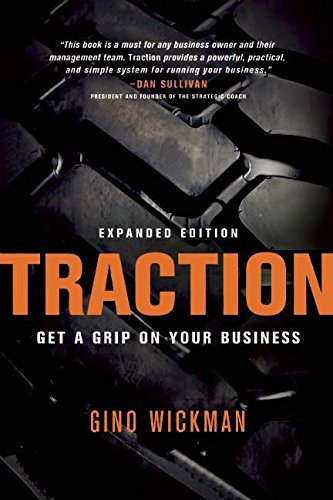 "This book is a must for any business owner and their
management team. Traction provides a powerful, practical,
and simple system for running your business."
—DAN SULLIVAN
PRESIDENT AND FOUNDER OF THE STRATEGIC COACH
EXPANDED EDITION
TRACTION
GET A GRIP ON YOUR BUSINESS
GINO WICKMAN